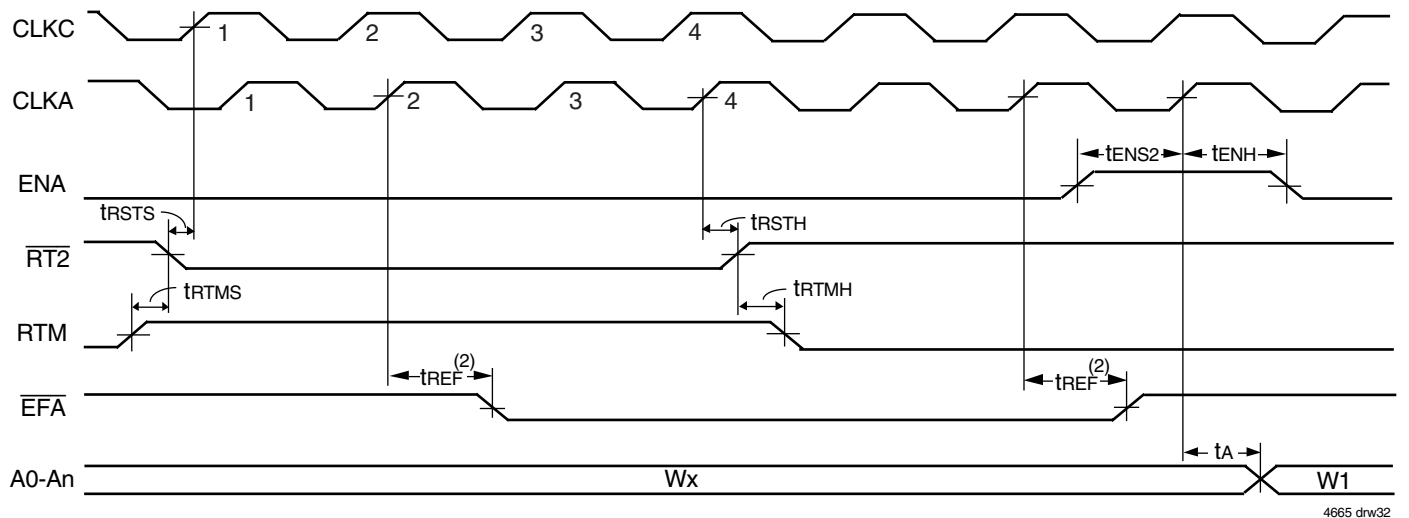 CLKC 1 2 3 4
CLKA 1 2 3 4
tENS2 tENH
ENA
tRSTS tRSTH
RT2
tRTMS tRTMH
RTM
tREF(2) tREF(2)
EFA
tA
A0-An Wx W1
4665 drw32